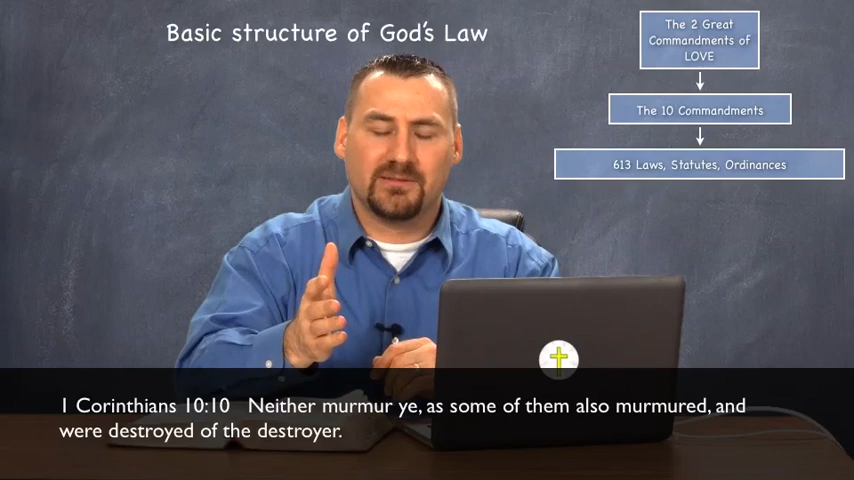 Basic structure of God's Law
The 2 Great
Commandments of
LOVE
The 10 Commandments
613 Laws, Statutes, Ordinances
1 Corinthians 10:10 Neither murmur ye, as some of them also murmured, and
were destroyed of the destroyer.